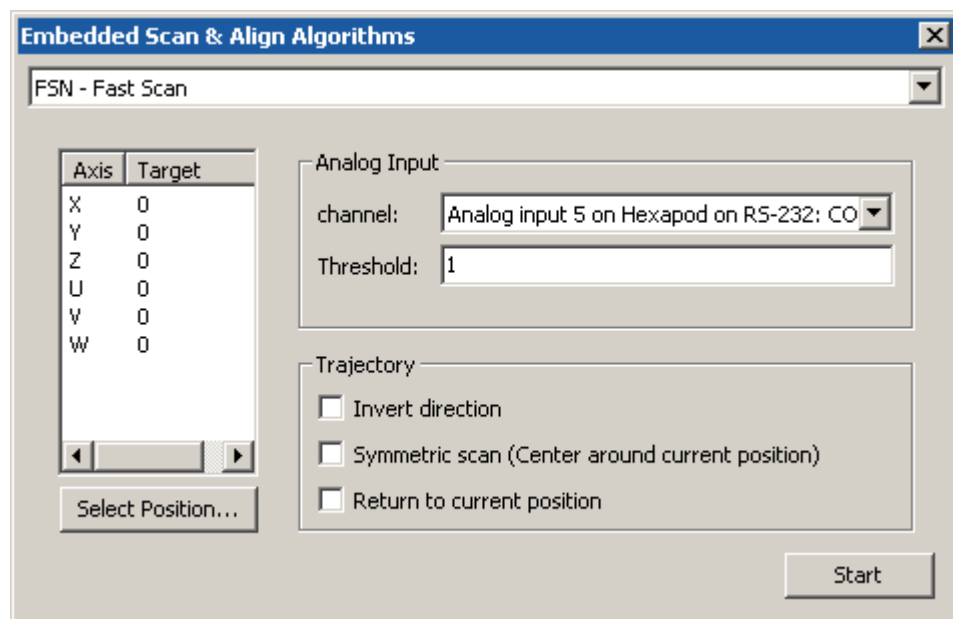 Embedded Scan & Align Algorithms
FSN - Fast Scan
Axis Target
X 0
Y 0
Z 0
U 0
V 0
W 0
Select Position...
Analog Input
channel: Analog input 5 on Hexapod on RS-232: CO
Threshold: 1
Trajectory
Invert direction
Symmetric scan (Center around current position)
Return to current position
Start